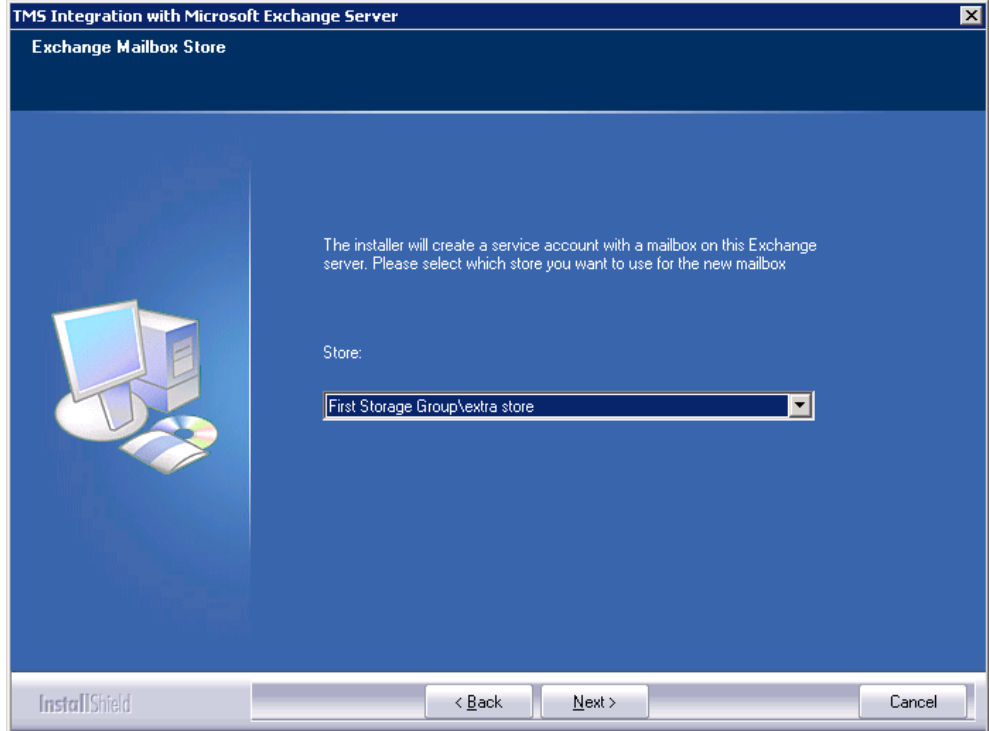 TMS Integration with Microsoft Exchange Server
Exchange Mailbox Store
The installer will create a service account with a mailbox on this Exchange
server. Please select which store you want to use for the new mailbox
Store:
First Storage Group\extra store
InstallShield
< Back
Next >
Cancel